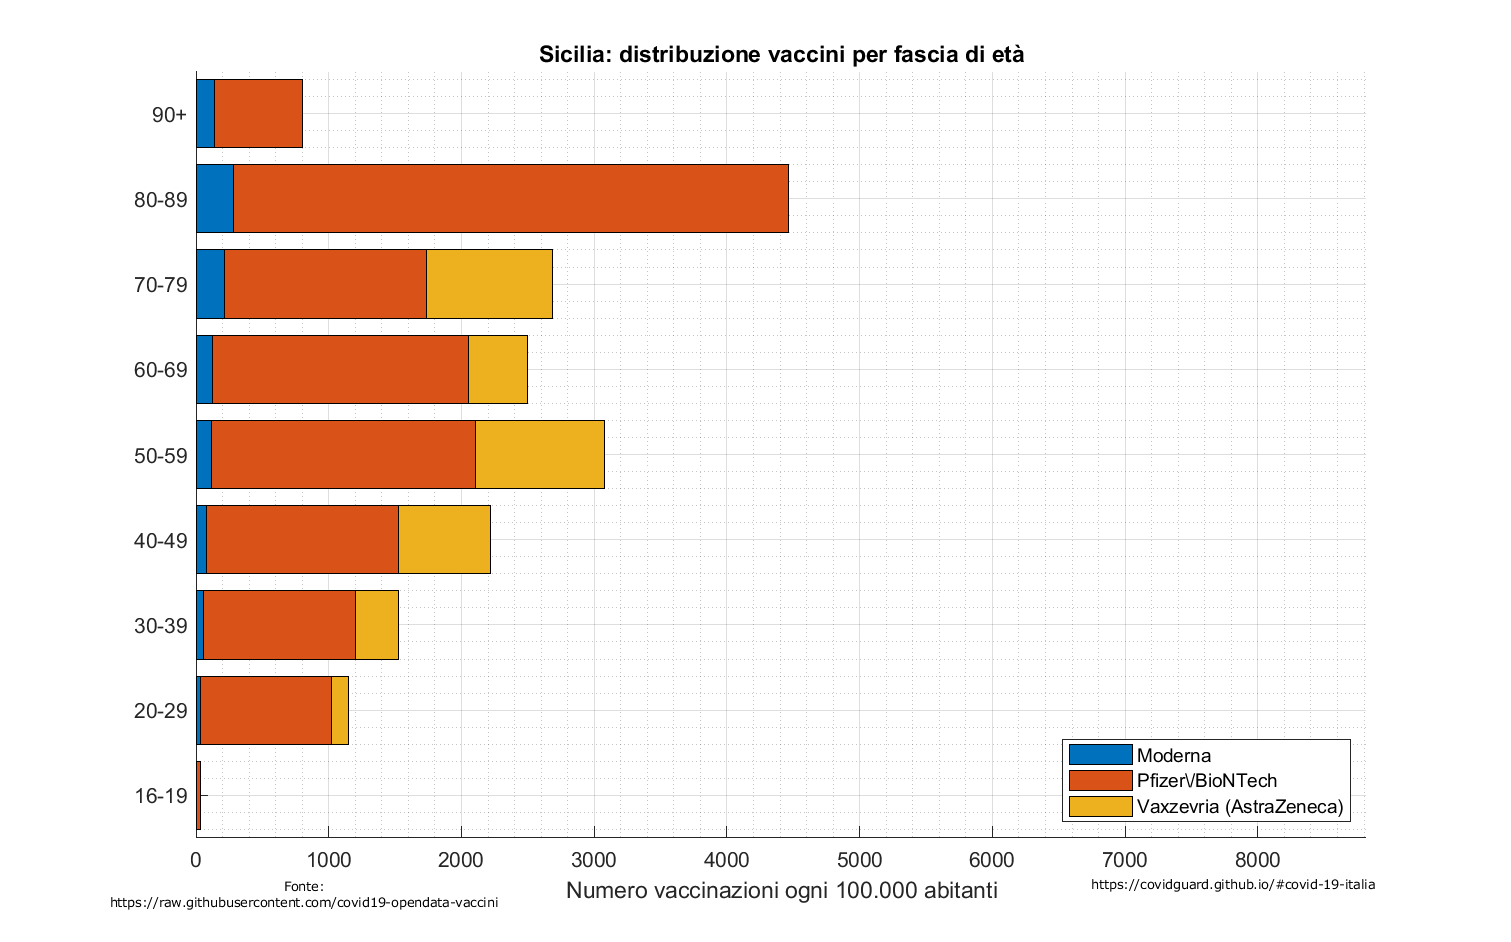 Sicilia: distribuzione vaccini per fascia di età
90+
80-89
70-79
60-69
50-59
40-49
30-39
20-29
16-19
Moderna
Pfizer\/BioNTech
Vaxzevria (AstraZeneca)
0 1000 2000 3000 4000 5000 6000 7000 8000
Numero vaccinazioni ogni 100.000 abitanti
Fonte:
https://raw.githubusercontent.com/covid19-opendata-vaccini
https://covidguard.github.io/#covid-19-italia